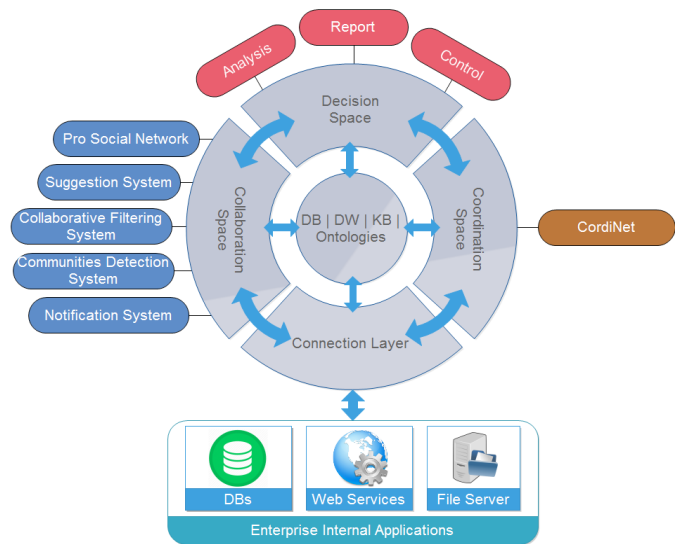 Report
Analysis
Control
Decision
Space
Pro Social Network
Suggestion System
Collaborative Filtering
System
Communities Detection
System
Notification System
Collaboration
Space
DB | DW | KB |
Ontologies
Coordination
Space
CordiNet
Connection Layer
DBs
Web Services
File Server
Enterprise Internal Applications